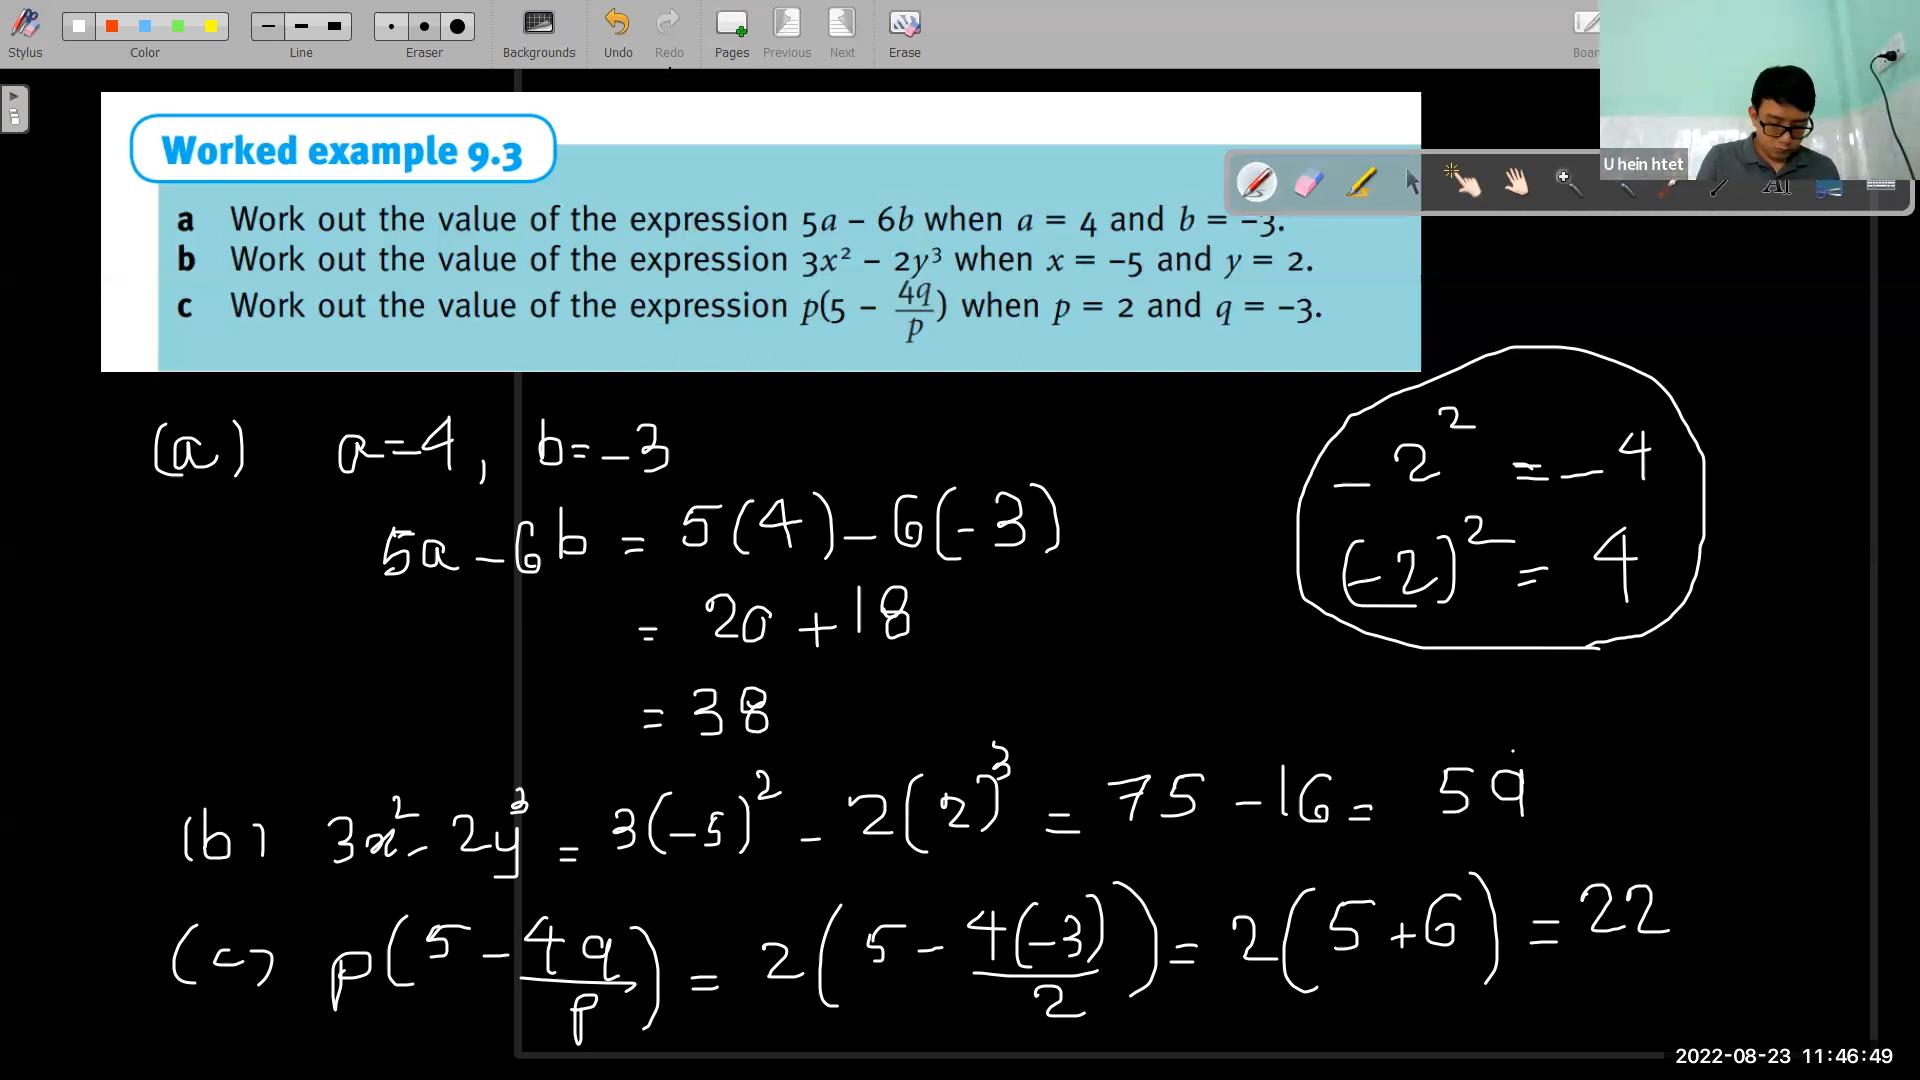 Stylus Color Line Eraser Backgrounds Undo Redo Pages Previous Next Erase
U hein htet
Worked example 9.3
a Work out the value of the expression 5a – 6b when a = 4 and b = –3.
b Work out the value of the expression 3x² – 2y³ when x = –5 and y = 2.
c Work out the value of the expression p(5 – 4q/p) when p = 2 and q = –3.
(a) a=4, b=-3
5a-6b = 5(4)-6(-3)
= 20+18
= 38
-2² = -4
(-2)² = 4
(b) 3x²-2y³ = 3(-5)² - 2(2)³ = 75-16 = 59
(c) p(5-4q/p) = 2(5-4(-3)/2) = 2(5+6) = 22
2022-08-23 11:46:49